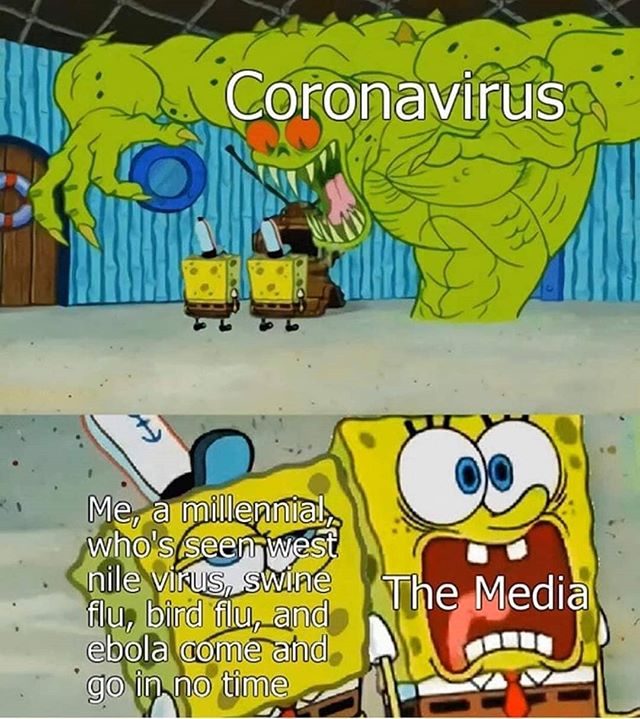 Coronavirus
Me, a millennial,
who's seen west
nile virus, swine
flu, bird flu, and
ebola come and
go in no time
The Media